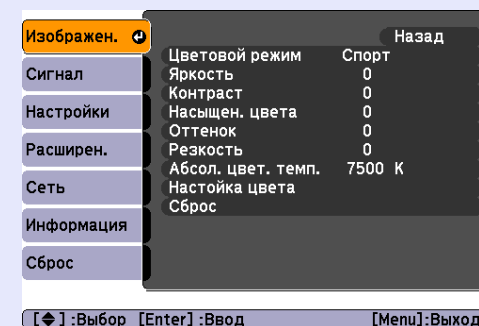 Изображен.
Сигнал
Настройки
Расширен.
Сеть
Информация
Сброс
Назад
Цветовой режим Спорт
Яркость 0
Контраст 0
Насыщен. цвета 0
Оттенок 0
Резкость 0
Абсол. цвет. темп. 7500 K
Настойка цвета
Сброс
[◆] :Выбор [Enter] :Ввод [Menu]:Выход